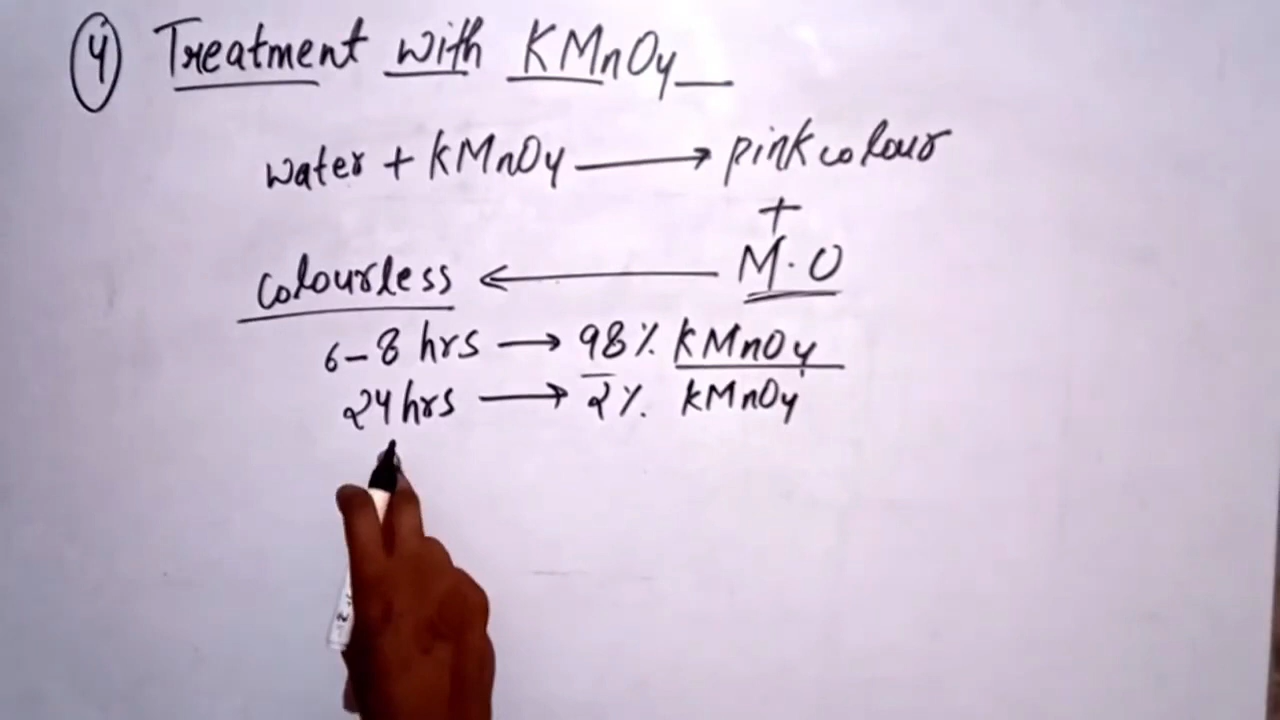 ④ Treatment with KMnO4
water + KMnO4 → pink colour
+
colourless ← M.O
6-8 hrs → 98% KMnO4
24 hrs → 2% KMnO4